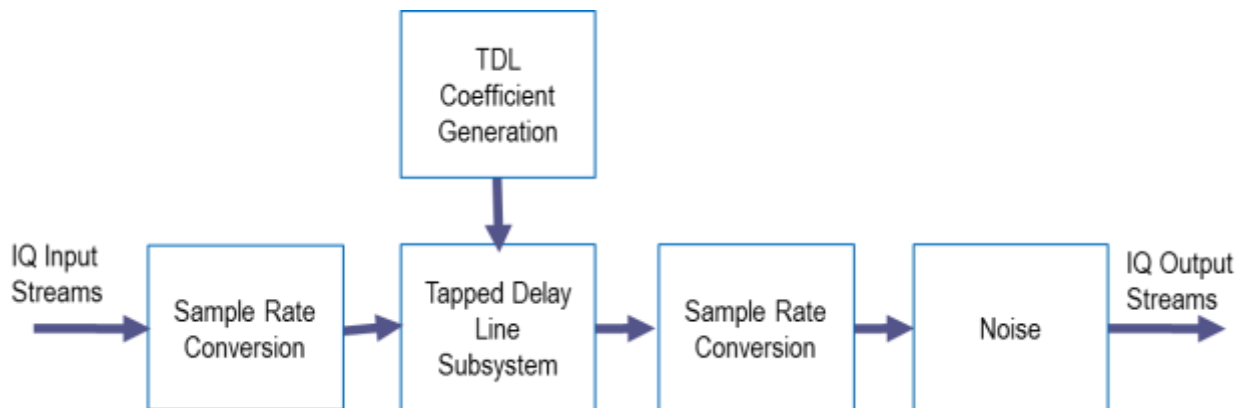 TDL
Coefficient
Generation
IQ Input
Streams
Sample Rate
Conversion
Tapped Delay
Line
Subsystem
Sample Rate
Conversion
Noise
IQ Output
Streams